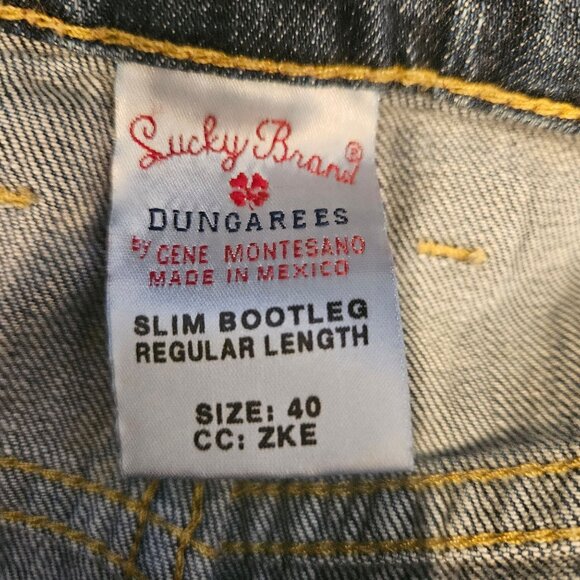 Lucky Brand®
DUNGAREES
by GENE MONTESANO
MADE IN MEXICO
SLIM BOOTLEG
REGULAR LENGTH
SIZE: 40
CC: ZKE